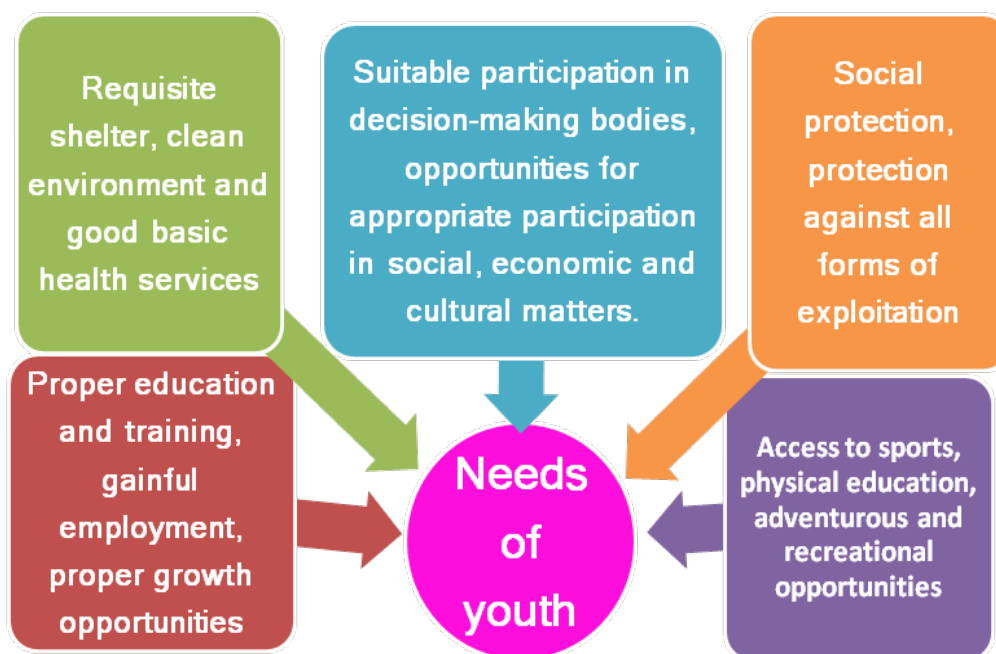 Requisite
shelter, clean
environment and
good basic
health services
Suitable participation in
decision-making bodies,
opportunities for
appropriate participation
in social, economic and
cultural matters.
Social
protection,
protection
against all
forms of
exploitation
Proper education
and training,
gainful
employment,
proper growth
opportunities
Needs
of
youth
Access to sports,
physical education,
adventurous and
recreational
opportunities